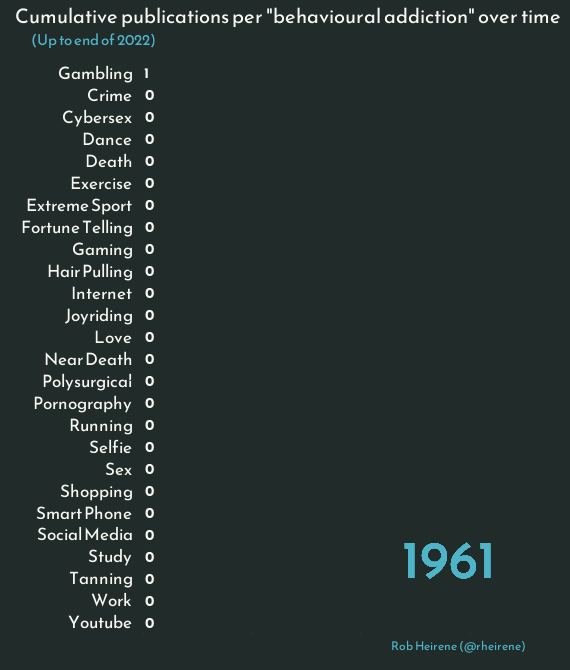 Cumulative publications per "behavioural addiction" over time
(Up to end of 2022)
Gambling 1
Crime 0
Cybersex 0
Dance 0
Death 0
Exercise 0
Extreme Sport 0
Fortune Telling 0
Gaming 0
Hair Pulling 0
Internet 0
Joyriding 0
Love 0
Near Death 0
Polysurgical 0
Pornography 0
Running 0
Selfie 0
Sex 0
Shopping 0
Smart Phone 0
Social Media 0
Study 0
Tanning 0
Work 0
Youtube 0
1961
Rob Heirene (@rheirene)